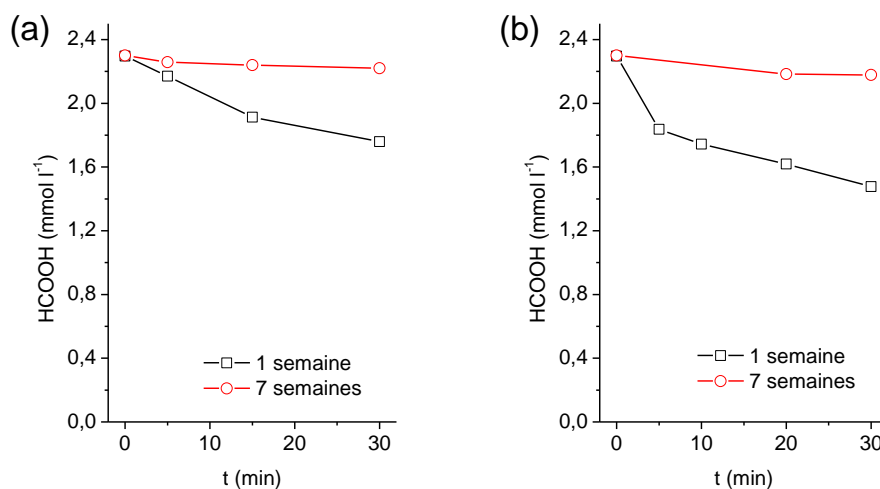 (a)
2,4
2,0
1,6
1,2
0,8
0,4
0,0
HCOOH (mmol l⁻¹)
1 semaine
7 semaines
0 10 20 30
t (min)
(b)
2,4
2,0
1,6
1,2
0,8
0,4
0,0
HCOOH (mmol l⁻¹)
1 semaine
7 semaines
0 10 20 30
t (min)